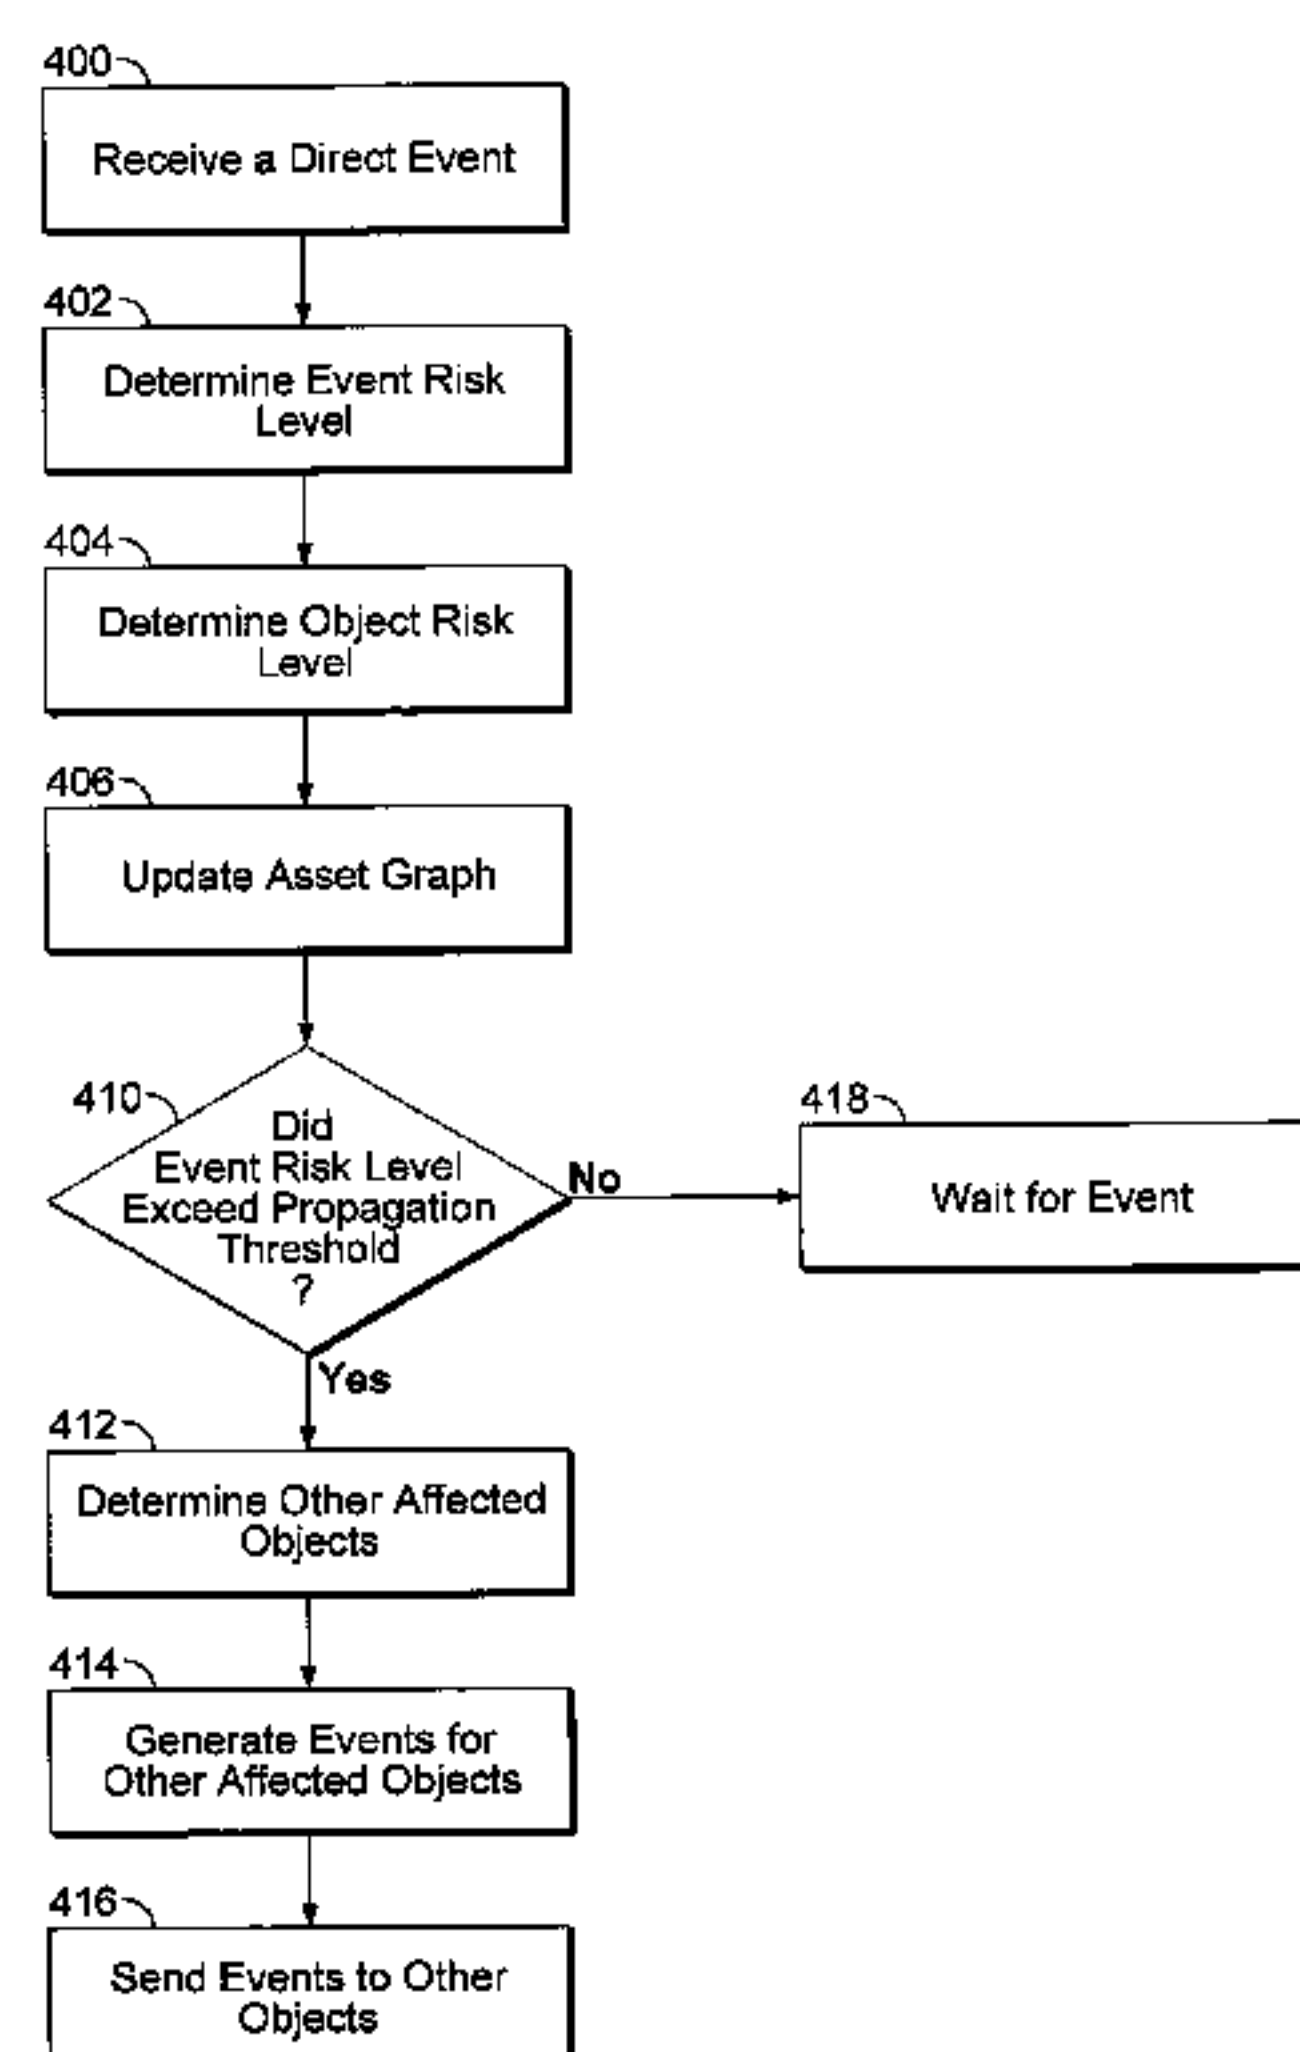 400
Receive a Direct Event
402
Determine Event Risk
Level
404
Determine Object Risk
Level
406
Update Asset Graph
410
Did
Event Risk Level
Exceed Propagation
Threshold
?
No
418
Wait for Event
Yes
412
Determine Other Affected
Objects
414
Generate Events for
Other Affected Objects
416
Send Events to Other
Objects